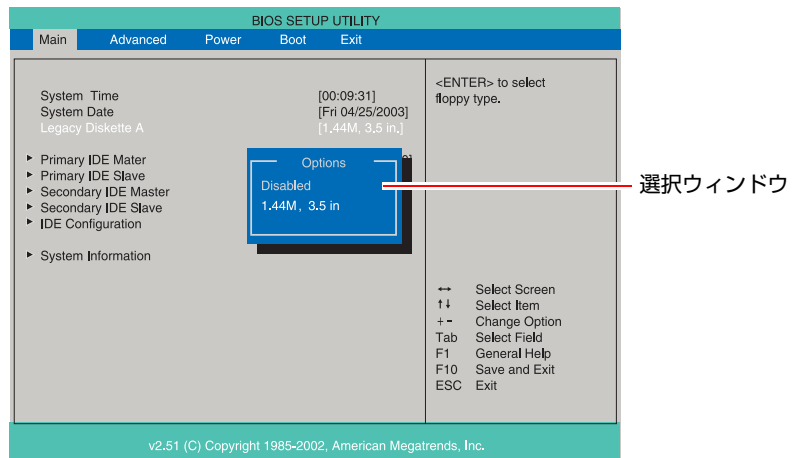 BIOS SETUP UTILITY
Main Advanced Power Boot Exit
System Time [00:09:31]
System Date [Fri 04/25/2003]
Legacy Diskette A [1.44M, 3.5 in.]
Primary IDE Mater
Primary IDE Slave
Secondary IDE Master
Secondary IDE Slave
IDE Configuration
System Information
Options
Disabled
1.44M, 3.5 in
<ENTER> to select
floppy type.
↔ Select Screen
↑↓ Select Item
+- Change Option
Tab Select Field
F1 General Help
F10 Save and Exit
ESC Exit
選択ウィンドウ
v2.51 (C) Copyright 1985-2002, American Megatrends, Inc.